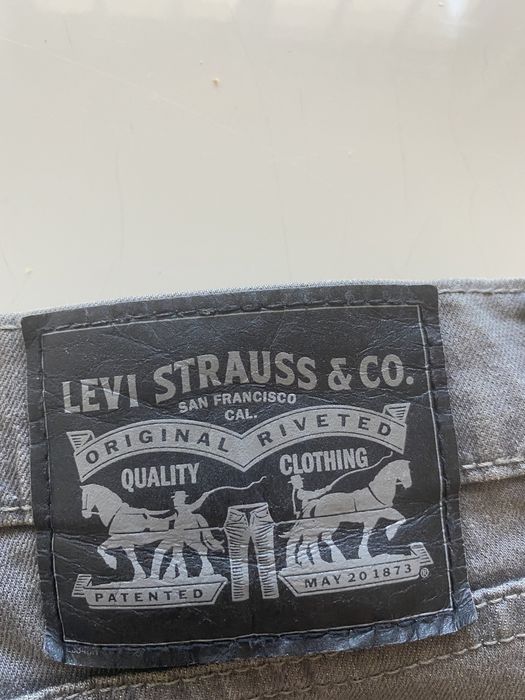 LEVI STRAUSS & CO.
SAN FRANCISCO
CAL.
ORIGINAL RIVETED
QUALITY CLOTHING
PATENTED MAY 20 1873 ®